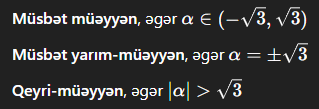 Müsbət müəyyən, əgər α ∈ (−√3, √3)
Müsbət yarım-müəyyən, əgər α = ±√3
Qeyri-müəyyən, əgər |α| > √3